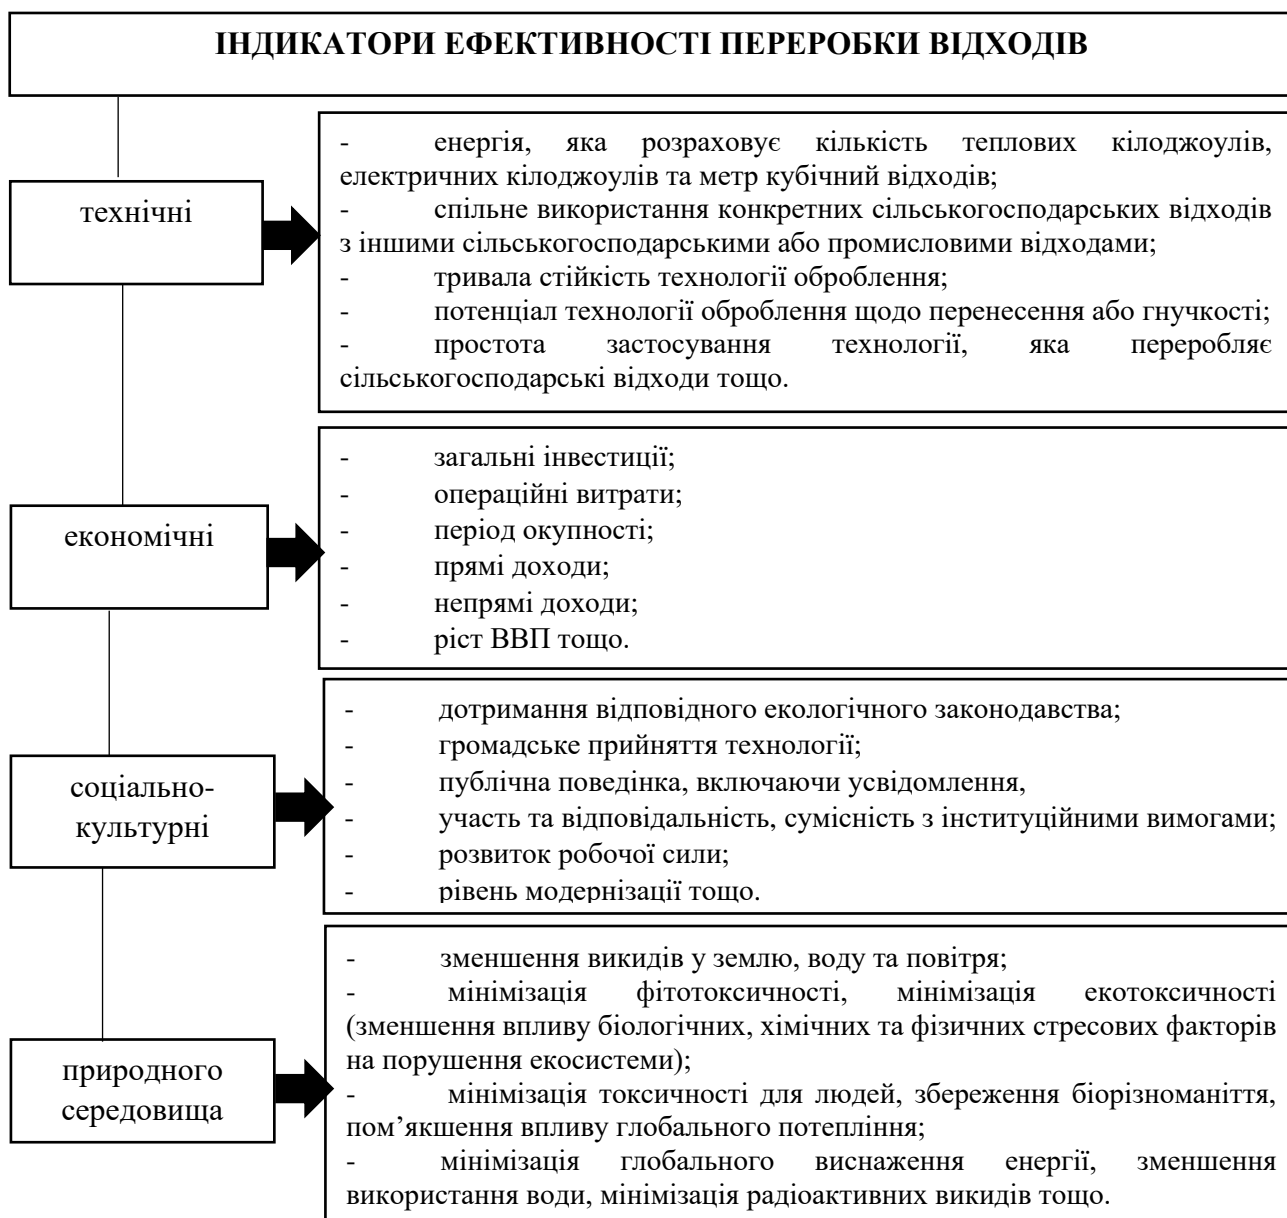 ІНДИКАТОРИ ЕФЕКТИВНОСТІ ПЕРЕРОБКИ ВІДХОДІВ
технічні
- енергія, яка розраховує кількість теплових кілоджоулів,
електричних кілоджоулів та метр кубічний відходів;
- спільне використання конкретних сільськогосподарських відходів
з іншими сільськогосподарськими або промисловими відходами;
- тривала стійкість технології оброблення;
- потенціал технології оброблення щодо перенесення або гнучкості;
- простота застосування технології, яка переробляє
сільськогосподарські відходи тощо.
економічні
- загальні інвестиції;
- операційні витрати;
- період окупності;
- прямі доходи;
- непрямі доходи;
- ріст ВВП тощо.
соціально-
культурні
- дотримання відповідного екологічного законодавства;
- громадське прийняття технології;
- публічна поведінка, включаючи усвідомлення,
- участь та відповідальність, сумісність з інституційними вимогами;
- розвиток робочої сили;
- рівень модернізації тощо.
природного
середовища
- зменшення викидів у землю, воду та повітря;
- мінімізація фітотоксичності, мінімізація екотоксичності
(зменшення впливу біологічних, хімічних та фізичних стресових факторів
на порушення екосистеми);
- мінімізація токсичності для людей, збереження біорізноманіття,
пом’якшення впливу глобального потепління;
- мінімізація глобального виснаження енергії, зменшення
використання води, мінімізація радіоактивних викидів тощо.